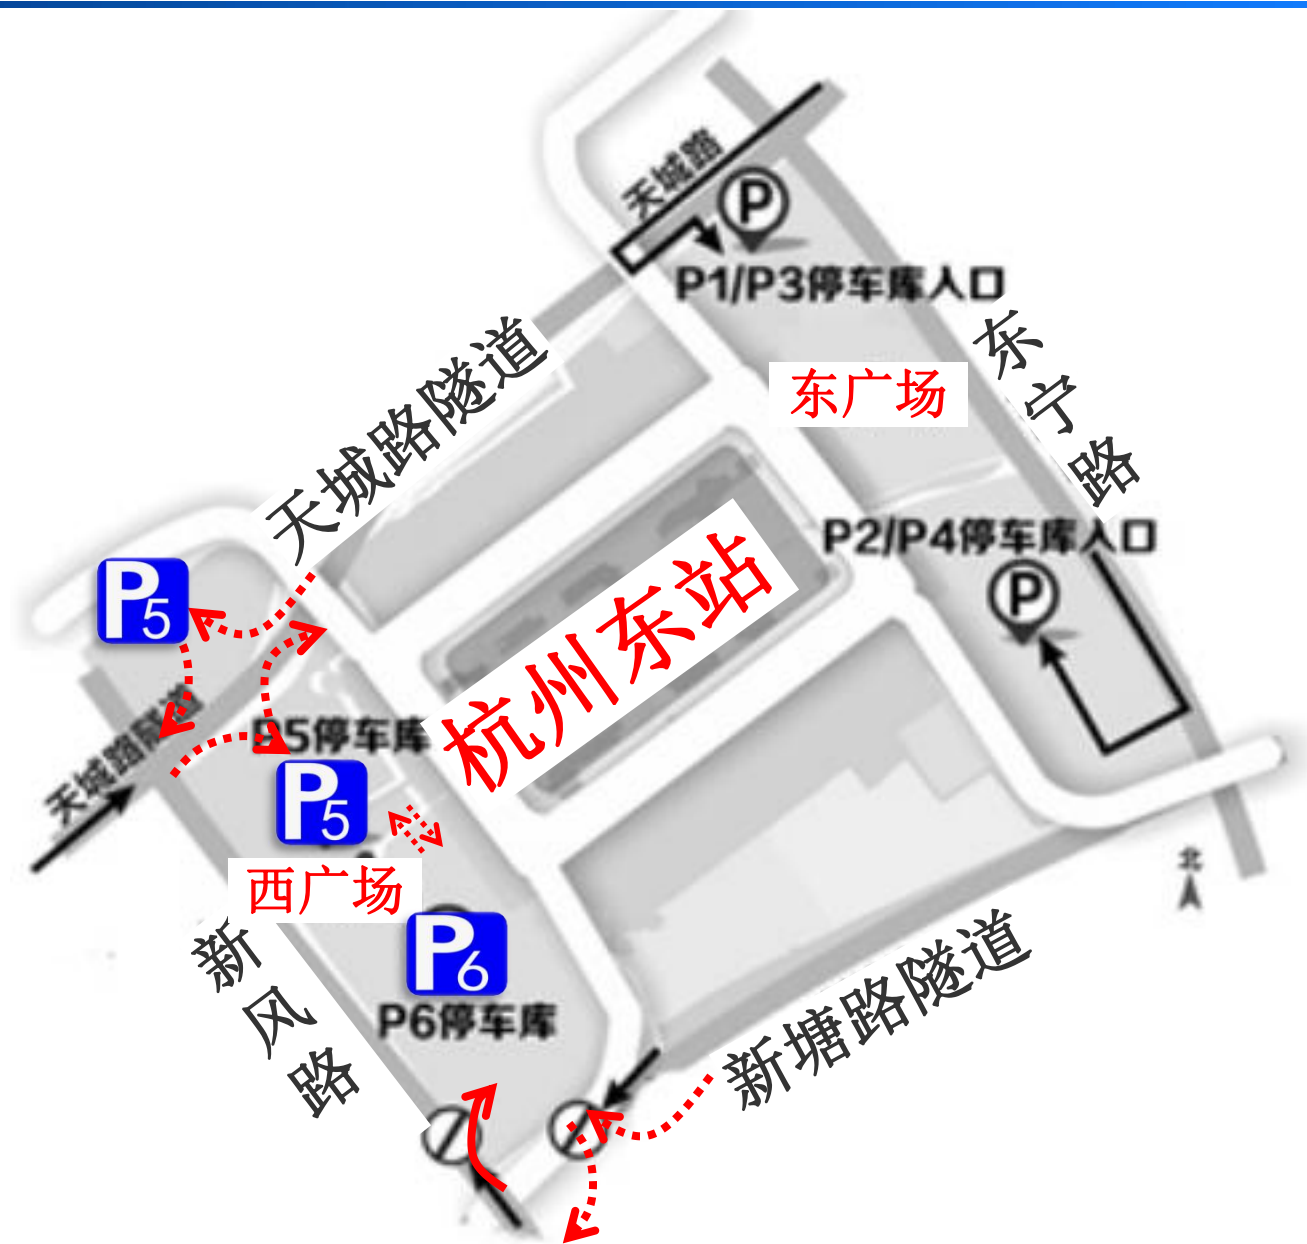 天城路
P
P1/P3停车库入口
东宁路
天城路隧道
东广场
P2/P4停车库入口
P
杭州东站
P5
天城路隧道
P5停车库
P5
西广场
新风路
P6
P6停车库
新塘路隧道
北